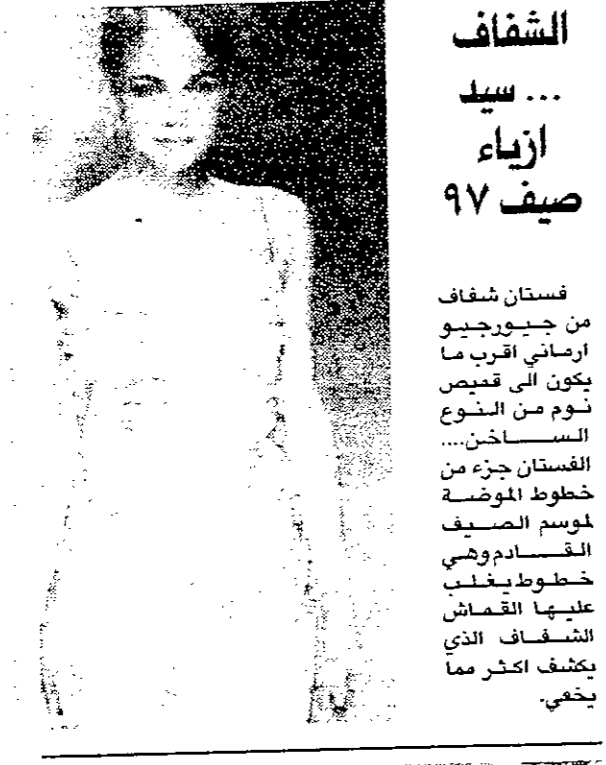 الشفاف
... سيد
ازياء
صيف ٩٧
فستان شفاف
من جيورجيو
ارماني اقرب ما
يكون الى قميص
نوم من النوع
الساخن....
الفستان جزء من
خطوط الموضة
لموسم الصيف
القادم وهي
خطوط يغلب
عليها القماش
الشفاف الذي
يكشف اكثر مما
يخفي.